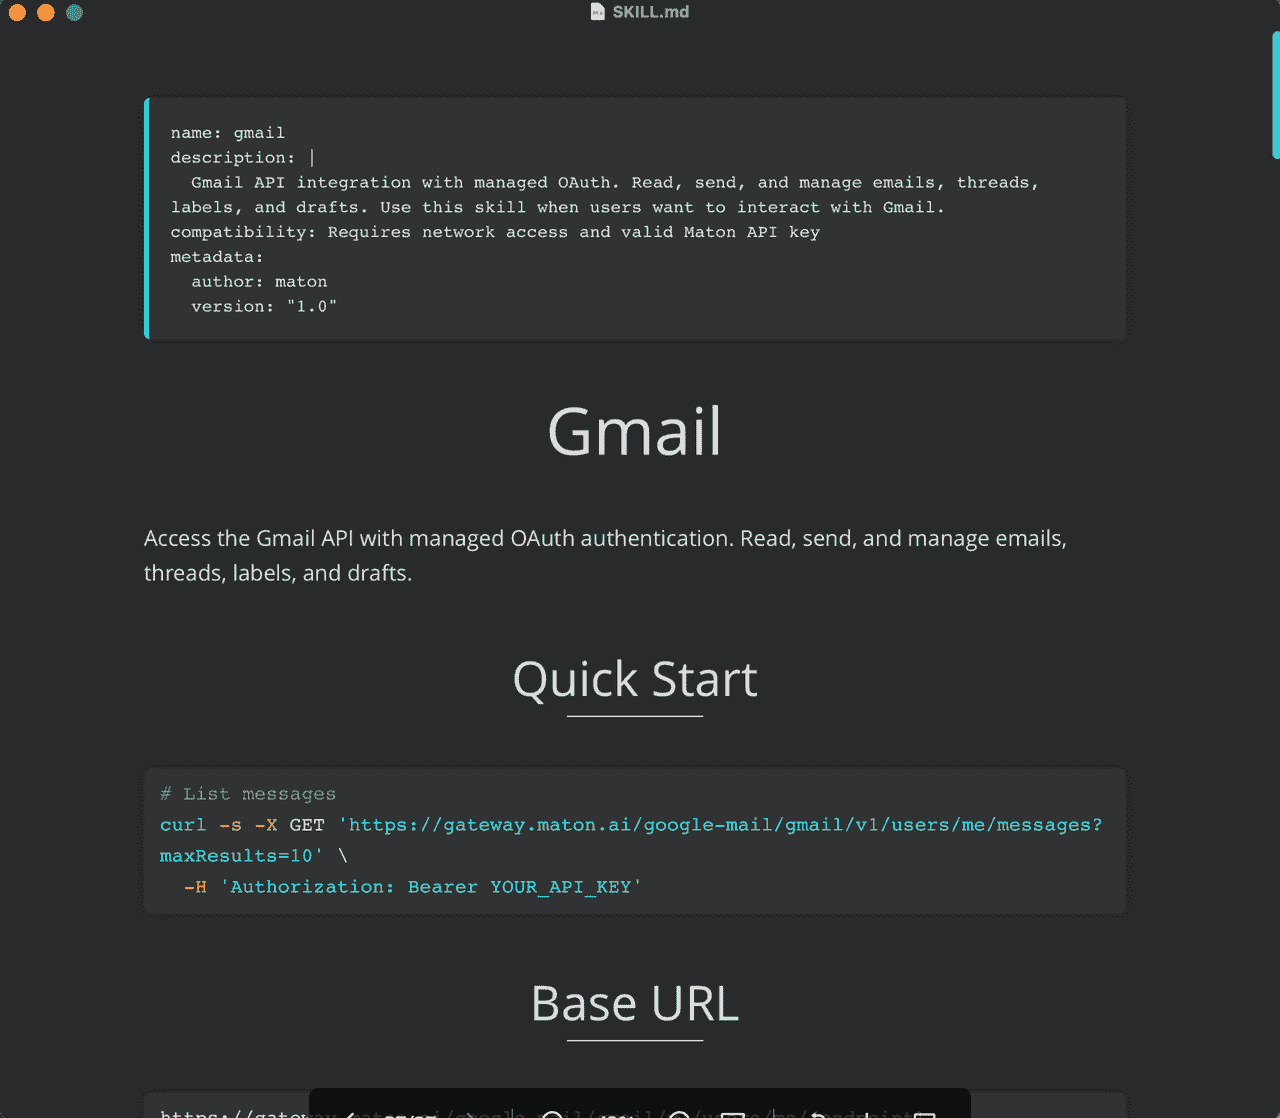 SKILL.md
name: gmail
description: |
Gmail API integration with managed OAuth. Read, send, and manage emails, threads,
labels, and drafts. Use this skill when users want to interact with Gmail.
compatibility: Requires network access and valid Maton API key
metadata:
author: maton
version: "1.0"
Gmail
Access the Gmail API with managed OAuth authentication. Read, send, and manage emails,
threads, labels, and drafts.
Quick Start
# List messages
curl -s -X GET 'https://gateway.maton.ai/google-mail/gmail/v1/users/me/messages?
maxResults=10' \
-H 'Authorization: Bearer YOUR_API_KEY'
Base URL